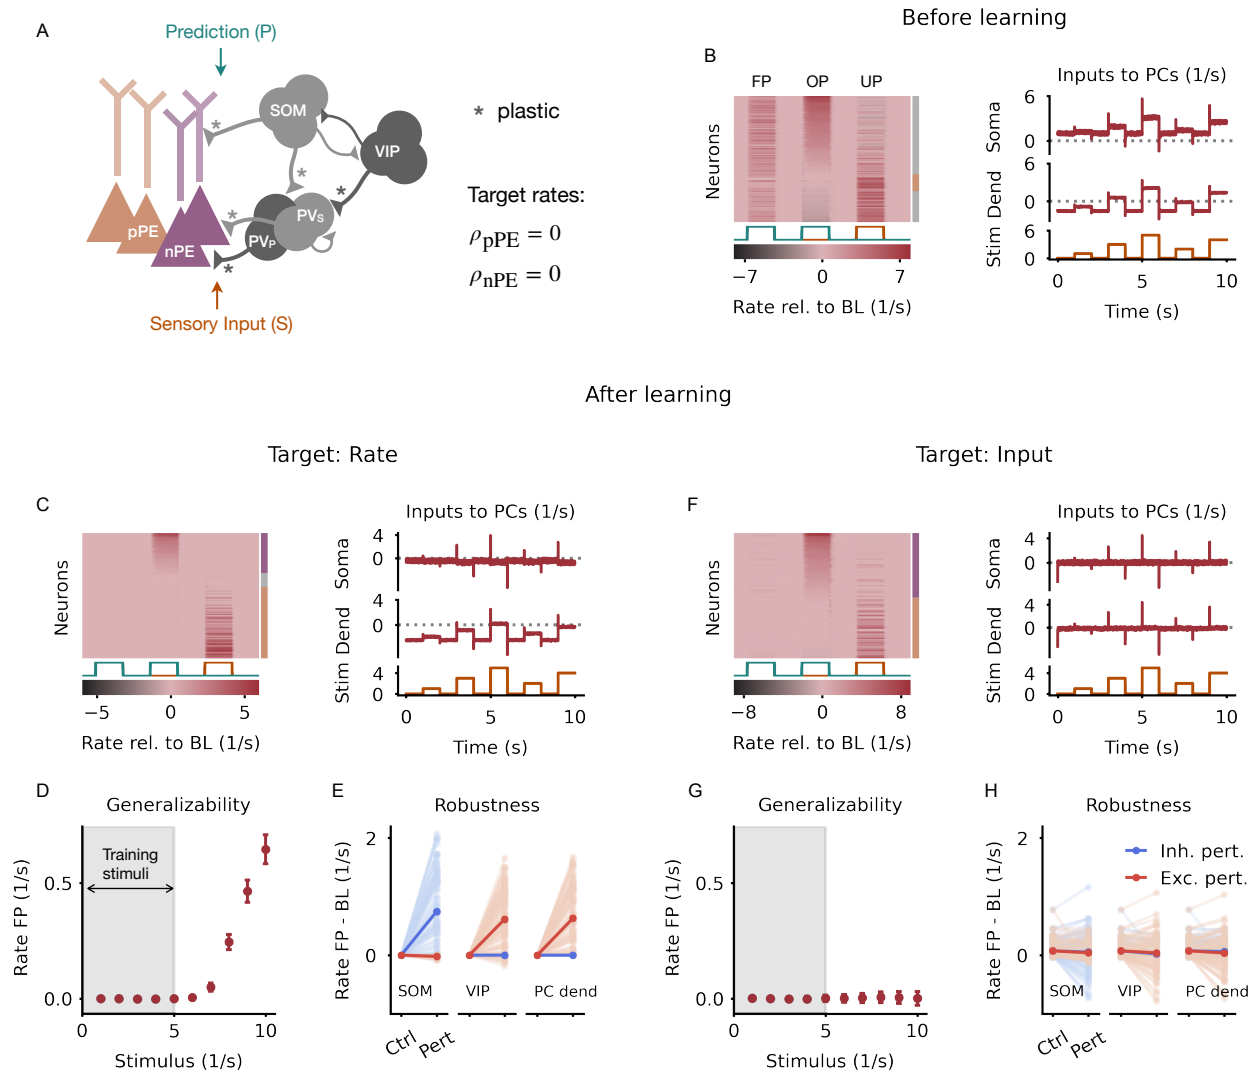 Before learning
A
Prediction (P)
SOM
VIP
pPE
nPE
PVS
PVP
* * * * *
Sensory Input (S)
* plastic
Target rates:
ρpPE = 0
ρnPE = 0
B
FP OP UP
Neurons
−7 0 7
Rate rel. to BL (1/s)
Inputs to PCs (1/s)
Soma
6
0
Dend
6
0
Stim
6
0
0 5 10
Time (s)
After learning
Target: Rate
Target: Input
C
Neurons
−5 0 5
Rate rel. to BL (1/s)
Inputs to PCs (1/s)
Soma
4
0
Dend
4
0
Stim
4
0
0 5 10
Time (s)
F
Neurons
−8 0 8
Rate rel. to BL (1/s)
Inputs to PCs (1/s)
Soma
4
0
Dend
4
0
Stim
4
0
0 5 10
Time (s)
D
Generalizability
Training
stimuli
Rate FP (1/s)
0.5
0.0
0 5 10
Stimulus (1/s)
E
Robustness
Rate FP - BL (1/s)
2
0
SOM VIP PC dend
Ctrl Pert
G
Generalizability
Rate FP (1/s)
0.5
0.0
0 5 10
Stimulus (1/s)
H
Robustness
Inh. pert.
Exc. pert.
Rate FP - BL (1/s)
2
0
SOM VIP PC dend
Ctrl Pert